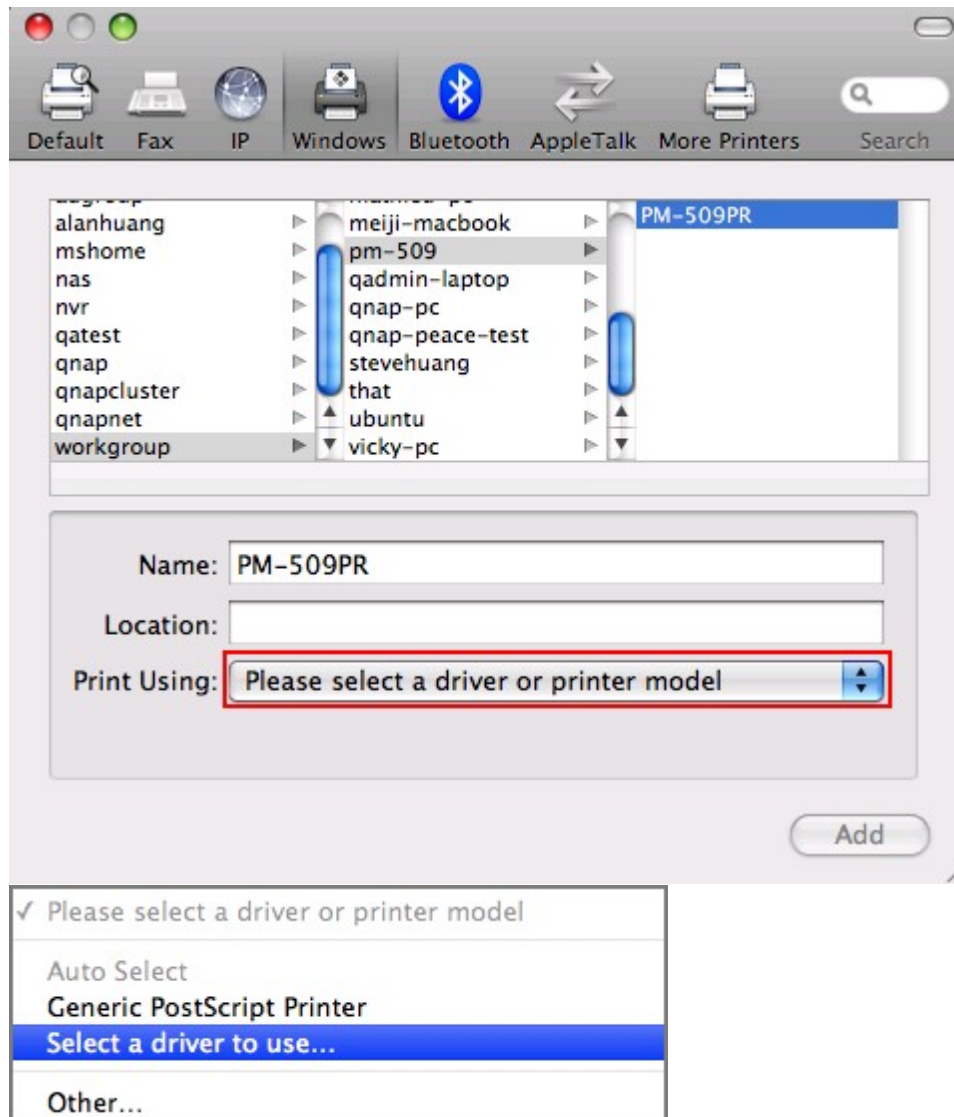 Default Fax IP Windows Bluetooth AppleTalk More Printers Search
alanhuang
mshome
nas
nvr
qatest
qnap
qnapcluster
qnapnet
workgroup
meiji-macbook
pm-509
qadmin-laptop
qnap-pc
qnap-peace-test
stevehuang
that
ubuntu
vicky-pc
PM-509PR
Name: PM-509PR
Location:
Print Using: Please select a driver or printer model
Add
✓ Please select a driver or printer model
Auto Select
Generic PostScript Printer
Select a driver to use...
Other...